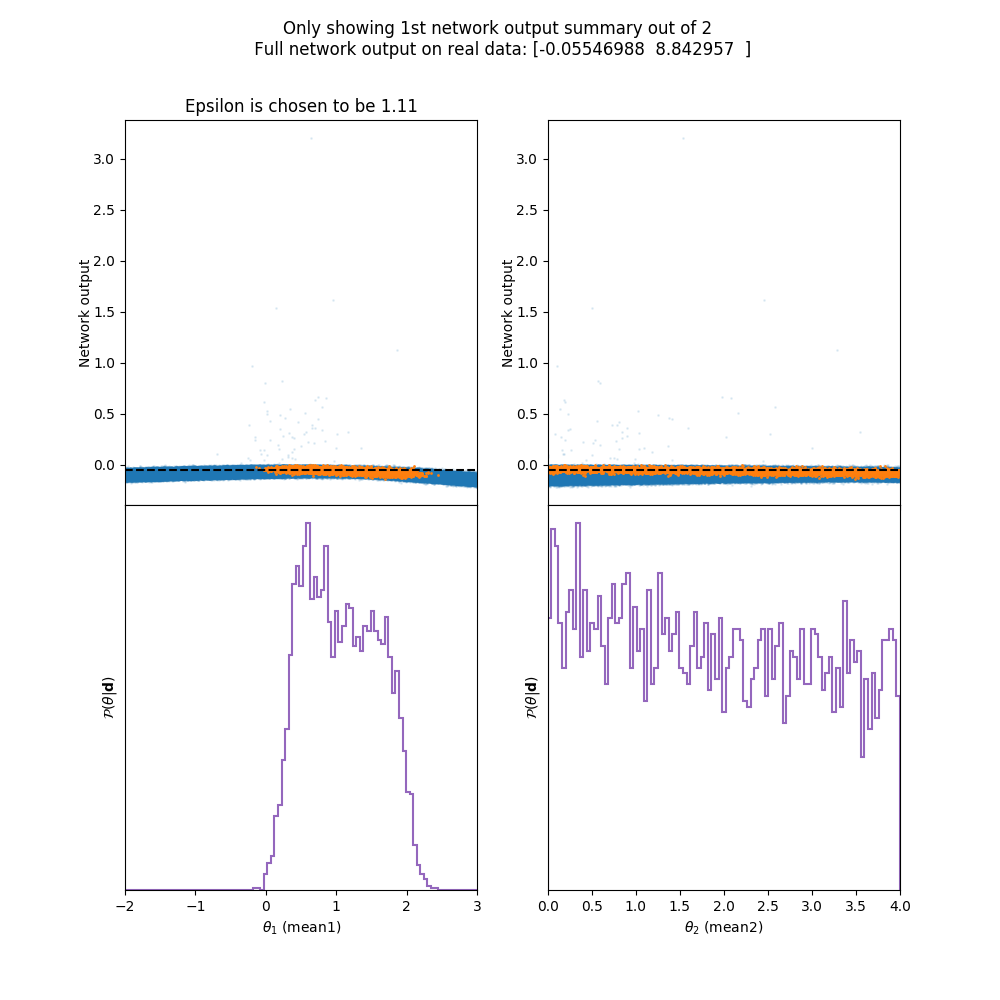 Only showing 1st network output summary out of 2
Full network output on real data: [-0.05546988 8.842957 ]
Epsilon is chosen to be 1.11
Network output
3.0
2.5
2.0
1.5
1.0
0.5
0.0
Network output
3.0
2.5
2.0
1.5
1.0
0.5
0.0
𝒫(θ|𝐝)
−2 −1 0 1 2 3
θ₁ (mean1)
𝒫(θ|𝐝)
0.0 0.5 1.0 1.5 2.0 2.5 3.0 3.5 4.0
θ₂ (mean2)